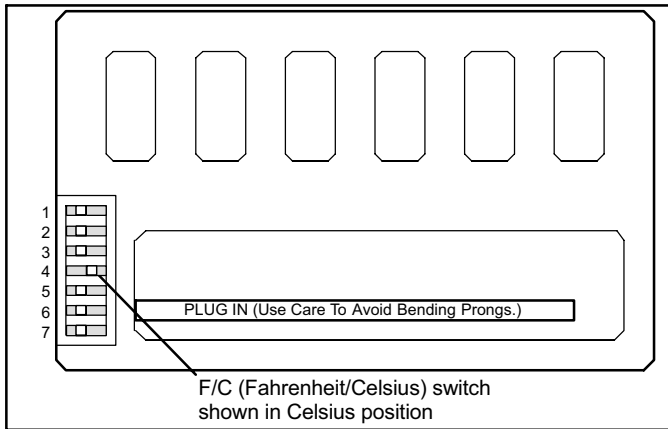 1
2
3
4
5
6
7
PLUG IN (Use Care To Avoid Bending Prongs.)
F/C (Fahrenheit/Celsius) switch
shown in Celsius position